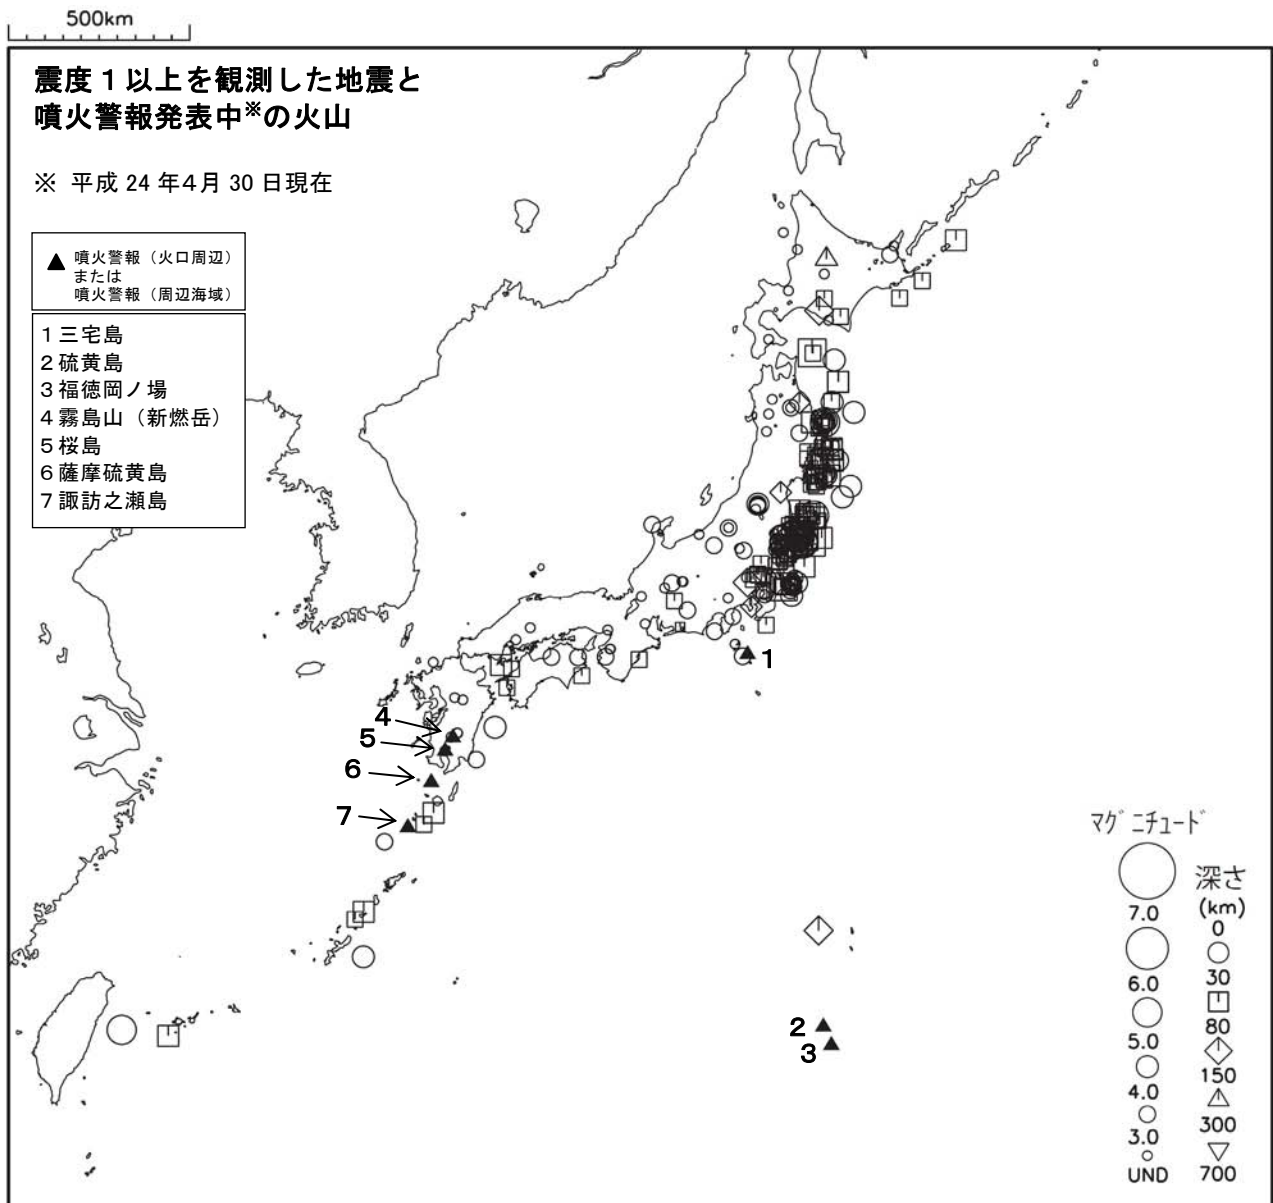 500km
震度１以上を観測した地震と
噴火警報発表中※の火山
※ 平成 24 年4月 30 日現在
▲ 噴火警報（火口周辺）
または
噴火警報（周辺海域）
１三宅島
２硫黄島
３福徳岡ノ場
４霧島山（新燃岳）
５桜島
６薩摩硫黄島
７諏訪之瀬島
1
4
5
6
7
2
3
ﾏｸﾞﾆﾁｭｰﾄﾞ
7.0
6.0
5.0
4.0
3.0
UND
深さ
(km)
0
30
80
150
300
700